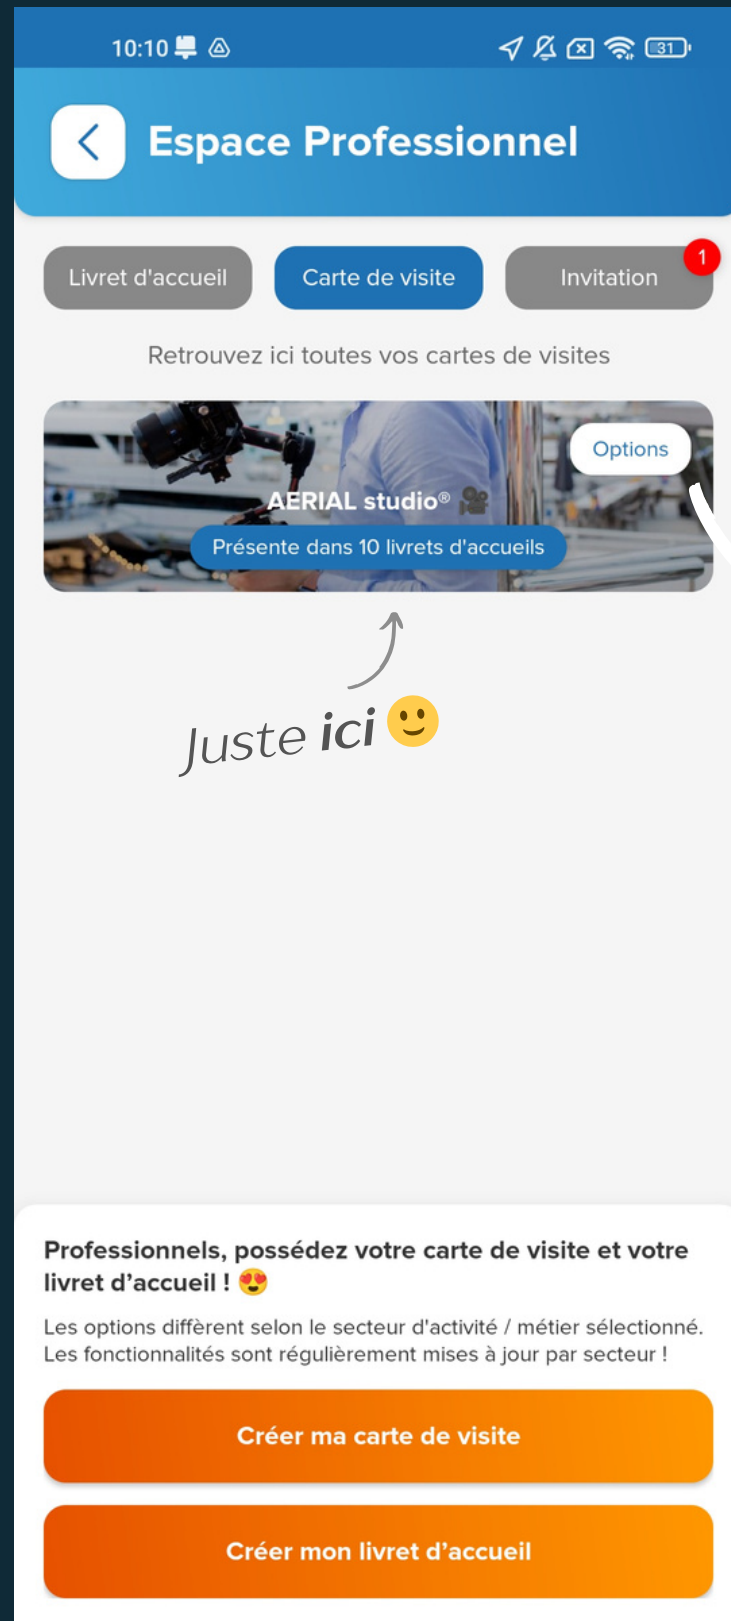 10:10
31
Espace Professionnel
Livret d'accueil
Carte de visite
Invitation
1
Retrouvez ici toutes vos cartes de visites
Options
AERIAL studio® 🎥
Présente dans 10 livrets d'accueils
Juste ici 🙂
Professionnels, possédez votre carte de visite et votre
livret d’accueil ! 😍
Les options diffèrent selon le secteur d'activité / métier sélectionné.
Les fonctionnalités sont régulièrement mises à jour par secteur !
Créer ma carte de visite
Créer mon livret d’accueil